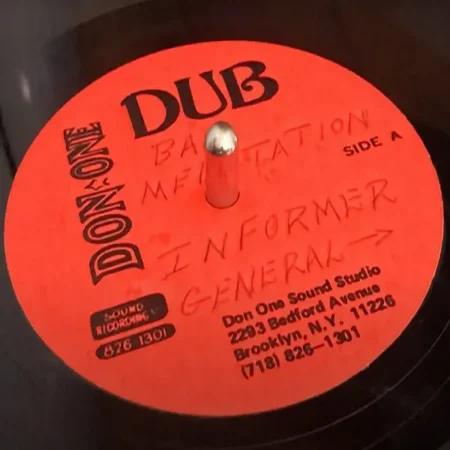 DUB
DON-ONE
SIDE A
INFORMER
GENERAL →
SOUND
RECORDING
826 1301
Don One Sound Studio
2293 Bedford Avenue
Brooklyn, N.Y. 11226
(718) 826-1301